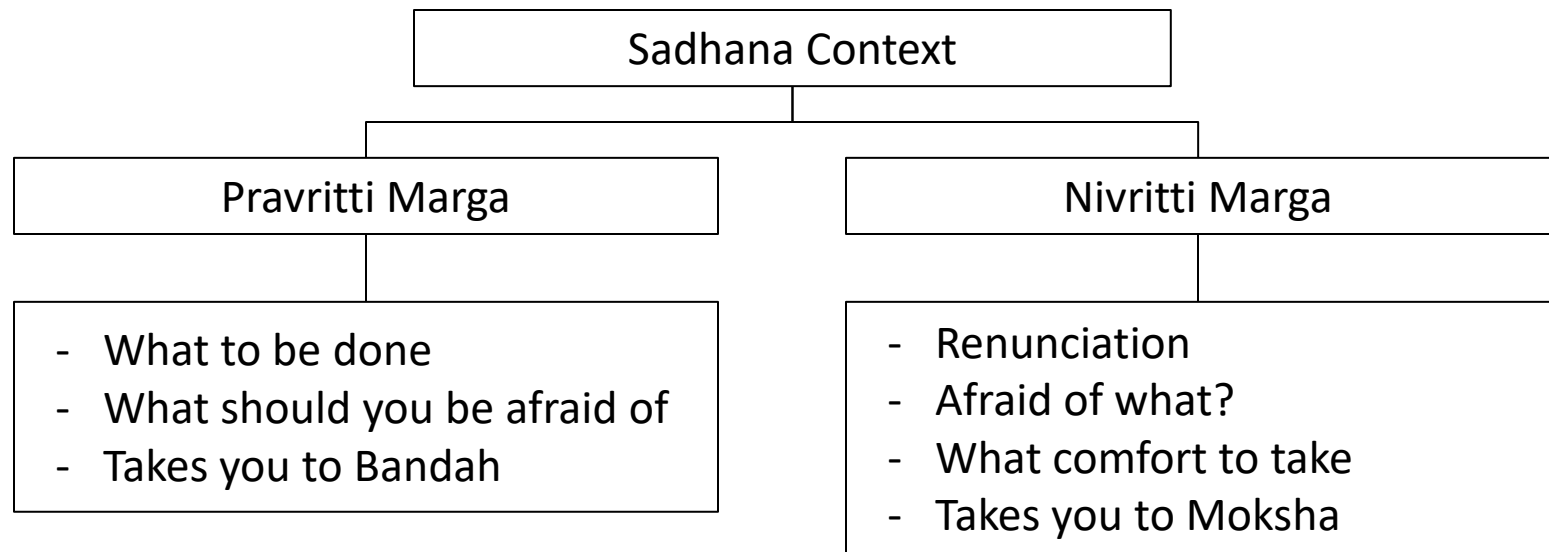 Sadhana Context
Pravritti Marga
- What to be done
- What should you be afraid of
- Takes you to Bandah
Nivritti Marga
- Renunciation
- Afraid of what?
- What comfort to take
- Takes you to Moksha